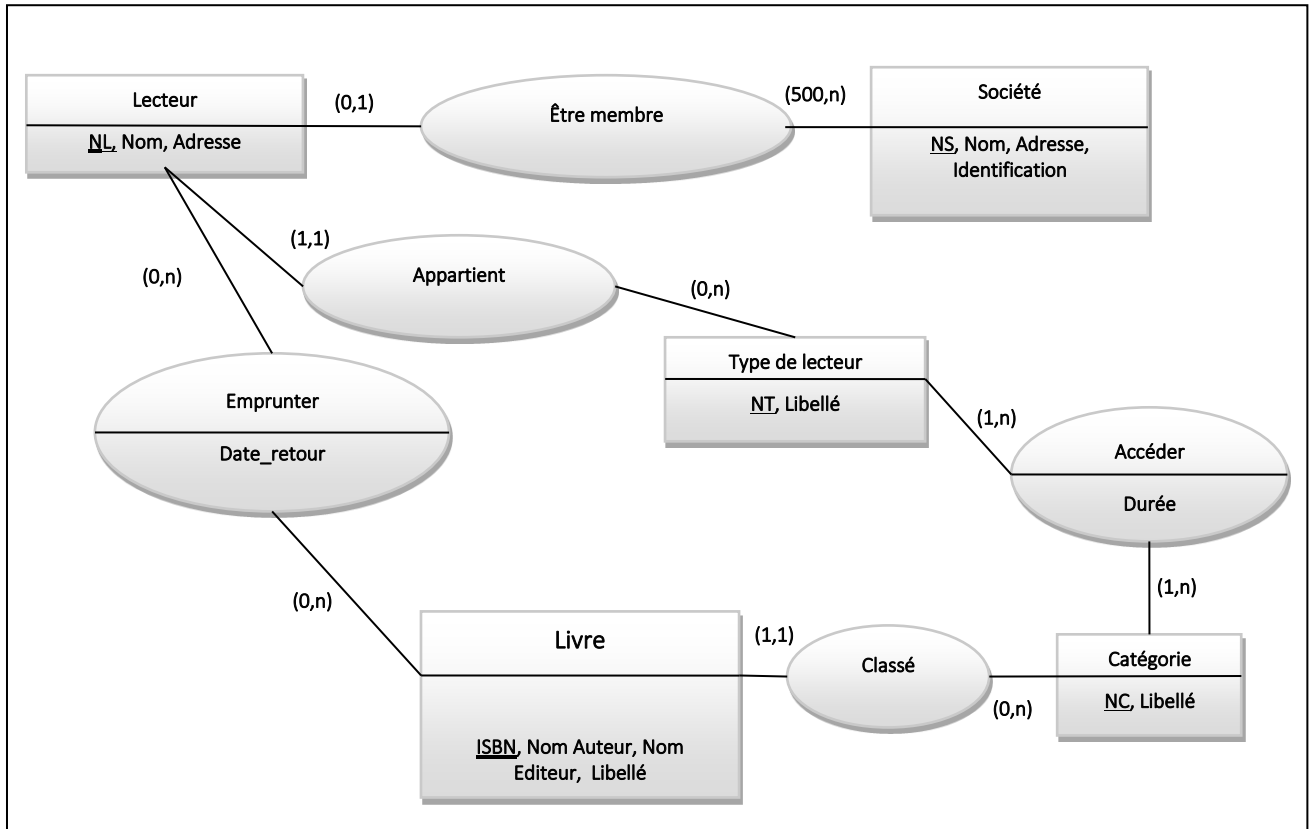 Lecteur
NL, Nom, Adresse
(0,1)
Être membre
(500,n)
Société
NS, Nom, Adresse,
Identification
(1,1)
Appartient
(0,n)
(0,n)
Type de lecteur
NT, Libellé
Emprunter
Date_retour
(1,n)
Accéder
Durée
(1,n)
(0,n)
Livre
ISBN, Nom Auteur, Nom
Editeur, Libellé
(1,1)
Classé
(0,n)
Catégorie
NC, Libellé